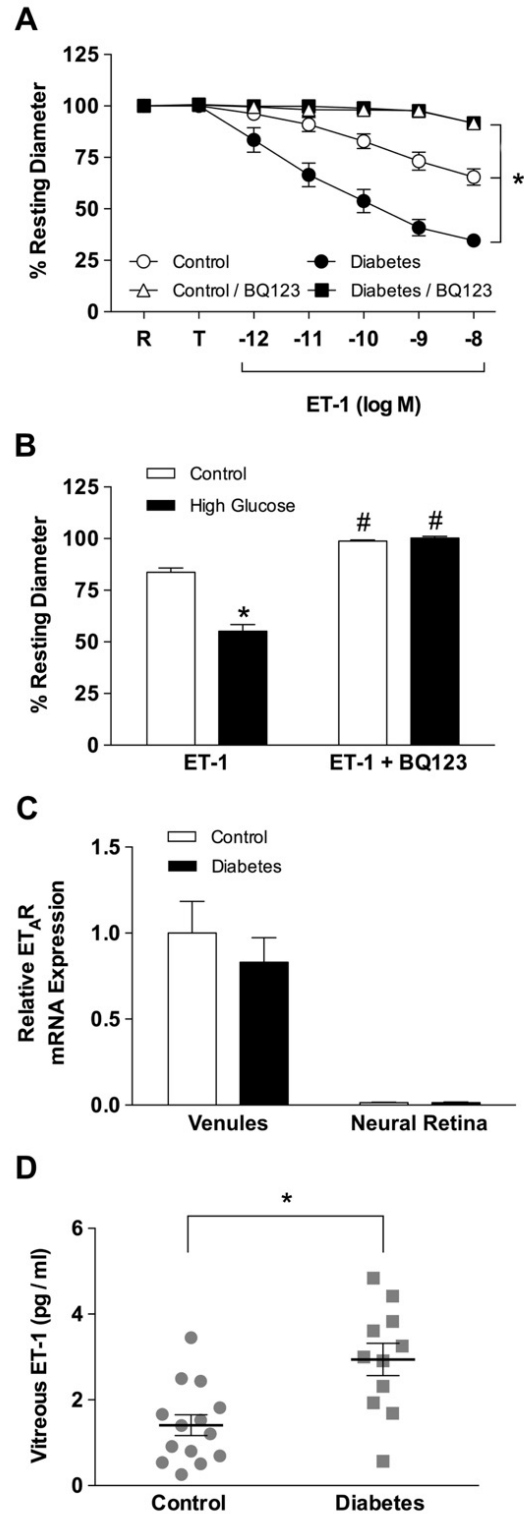 A
125
100
75
50
25
0
% Resting Diameter
Control
Diabetes
Control / BQ123
Diabetes / BQ123
*
R T -12 -11 -10 -9 -8
ET-1 (log M)
B
Control
High Glucose
125
100
75
50
25
0
% Resting Diameter
*
# #
ET-1 ET-1 + BQ123
C
Control
Diabetes
1.5
1.0
0.5
0.0
Relative ETAR
mRNA Expression
Venules Neural Retina
D
*
6
4
2
0
Vitreous ET-1 (pg / ml)
Control Diabetes